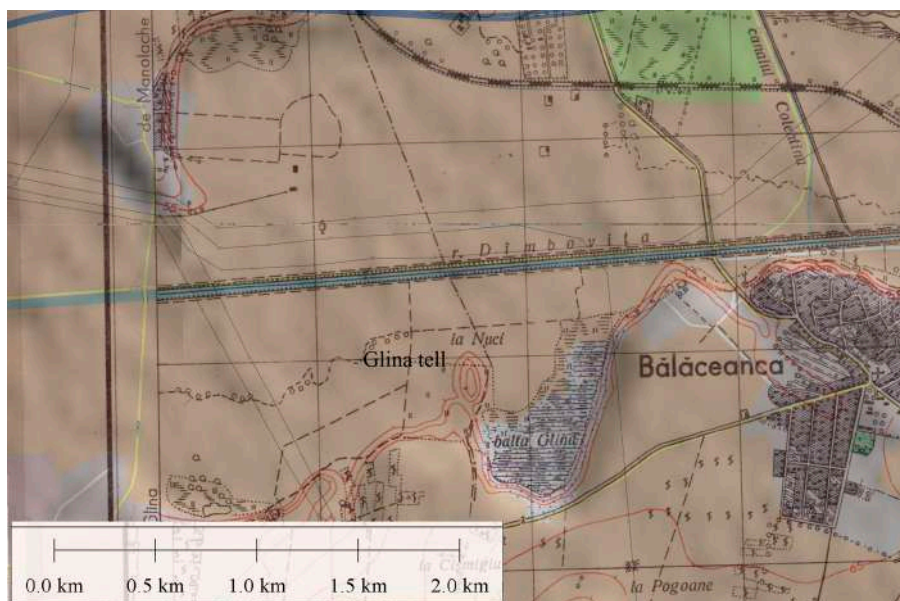 de Manolache
canalul Colentina
r. Dîmbovița
la Nuci
Glina tell
Bălăceanca
balta Glina
Glina
la Pogoane
65
0.0 km 0.5 km 1.0 km 1.5 km 2.0 km